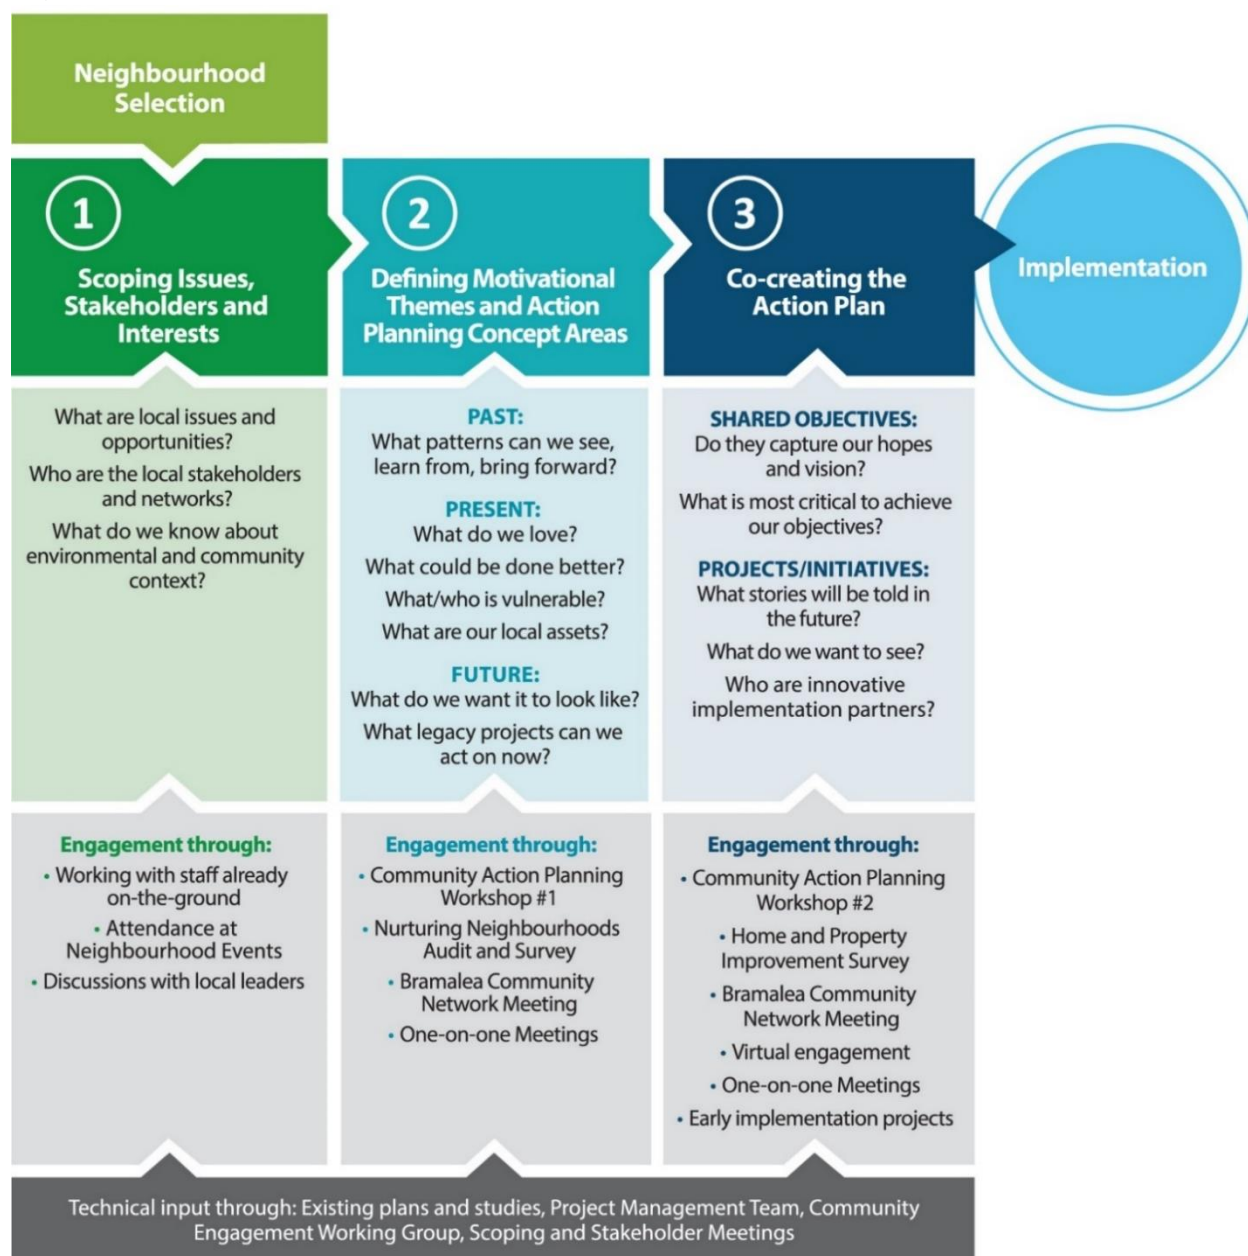 Neighbourhood
Selection
1
Scoping Issues,
Stakeholders and
Interests
What are local issues and
opportunities?
Who are the local stakeholders
and networks?
What do we know about
environmental and community
context?
Engagement through:
• Working with staff already
on-the-ground
• Attendance at
Neighbourhood Events
• Discussions with local leaders
2
Defining Motivational
Themes and Action
Planning Concept Areas
PAST:
What patterns can we see,
learn from, bring forward?
PRESENT:
What do we love?
What could be done better?
What/who is vulnerable?
What are our local assets?
FUTURE:
What do we want it to look like?
What legacy projects can we
act on now?
Engagement through:
• Community Action Planning
Workshop #1
• Nurturing Neighbourhoods
Audit and Survey
• Bramalea Community
Network Meeting
• One-on-one Meetings
3
Co-creating the
Action Plan
SHARED OBJECTIVES:
Do they capture our hopes
and vision?
What is most critical to achieve
our objectives?
PROJECTS/INITIATIVES:
What stories will be told in
the future?
What do we want to see?
Who are innovative
implementation partners?
Engagement through:
• Community Action Planning
Workshop #2
• Home and Property
Improvement Survey
• Bramalea Community
Network Meeting
• Virtual engagement
• One-on-one Meetings
• Early implementation projects
Implementation
Technical input through: Existing plans and studies, Project Management Team, Community
Engagement Working Group, Scoping and Stakeholder Meetings